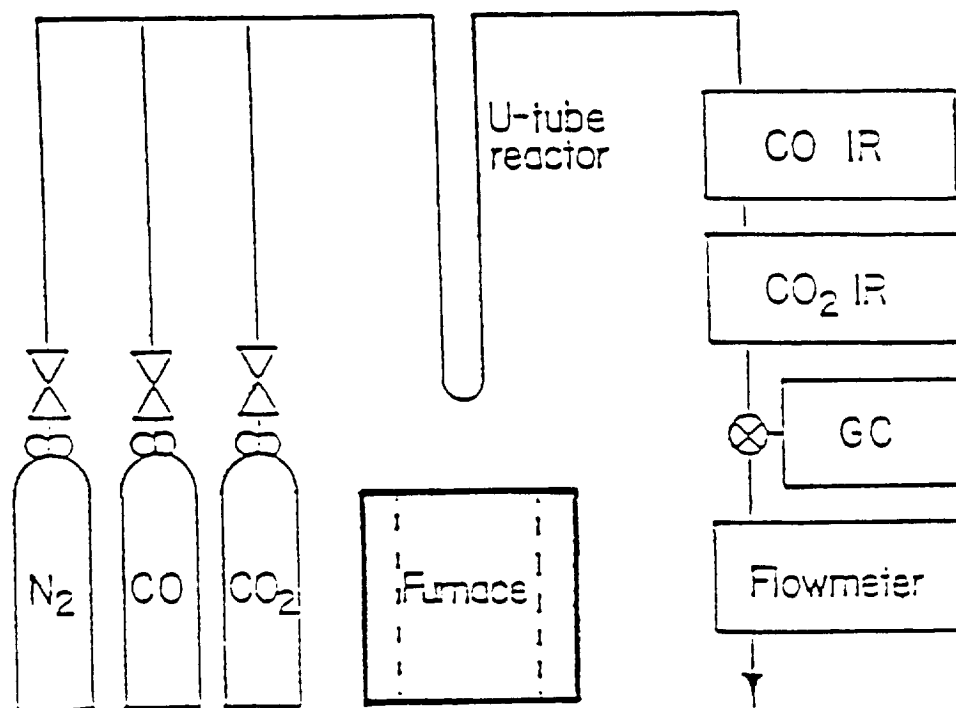 U-tube
reactor
CO IR
CO₂ IR
GC
N₂
CO
CO₂
Furnace
Flowmeter